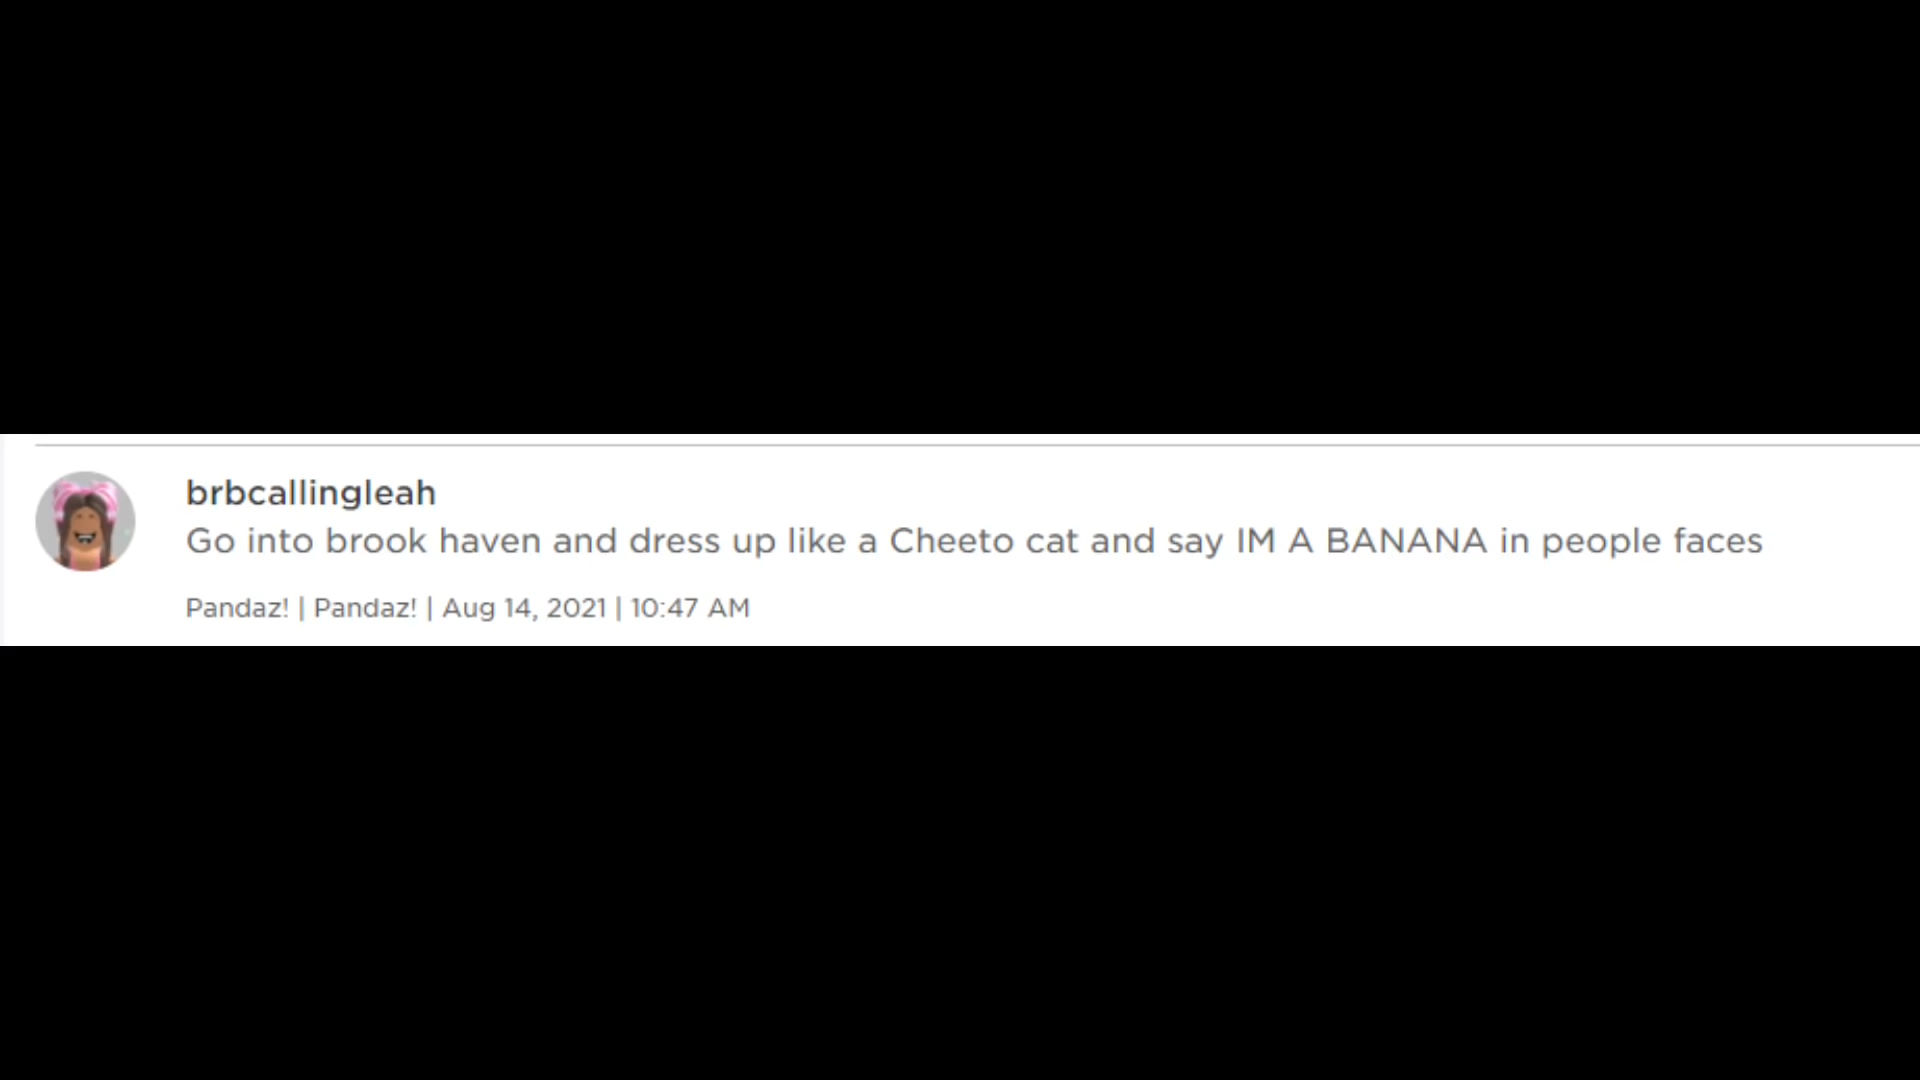 brbcallingleah
Go into brook haven and dress up like a Cheeto cat and say IM A BANANA in people faces
Pandaz! | Pandaz! | Aug 14, 2021 | 10:47 AM